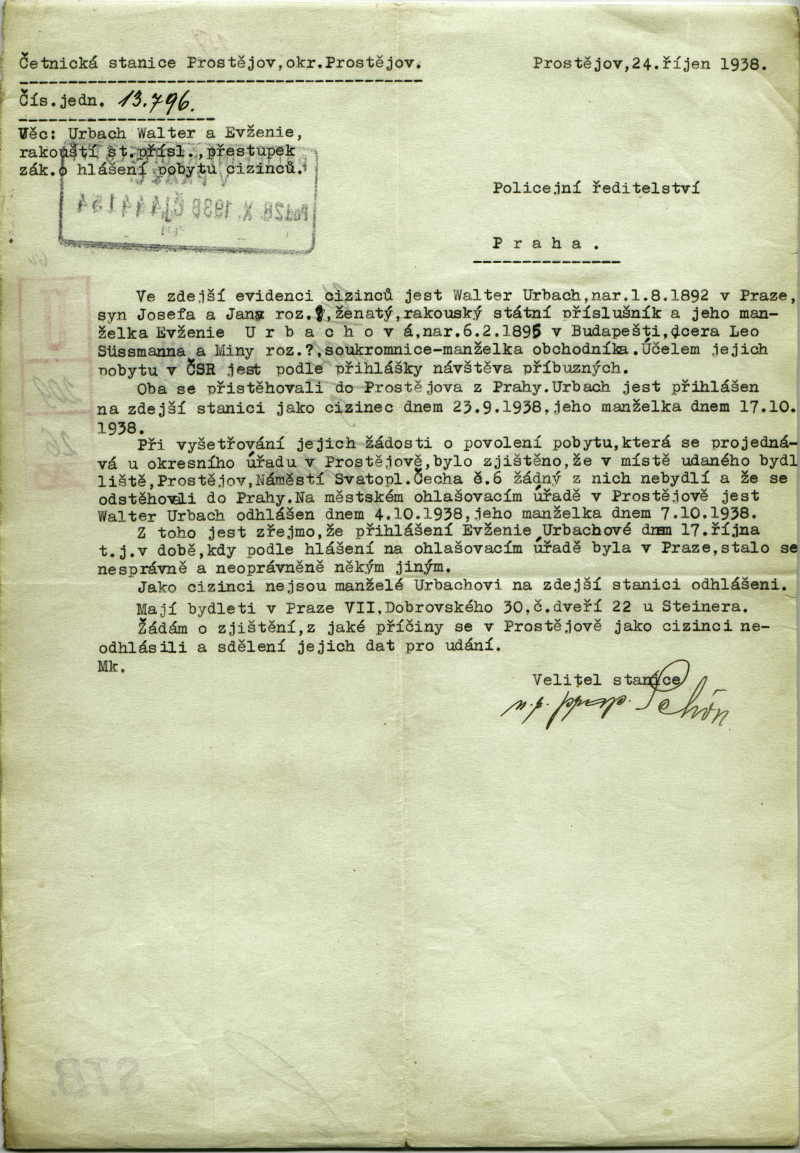 Četnická stanice Prostějov,okr.Prostějov.
Prostějov,24.říjen 1938.
Čís.jedn. 13.796.
Věc: Urbach Walter a Evženie,
rakouští st.přísl.,přestupek
zák.o hlášení pobytu cizinců.
Policejní ředitelství
P r a h a .
Ve zdejší evidenci cizinců jest Walter Urbach,nar.1.8.1892 v Praze,
syn Josefa a Jany roz.?,ženatý,rakouský státní příslušník a jeho man-
želka Evženie U r b a c h o v á,nar.6.2.1895 v Budapešti,dcera Leo
Süssmanna a Miny roz.?,soukromnice-manželka obchodníka.Účelem jejich
pobytu v ČSR jest podle přihlášky návštěva příbuzných.
Oba se přistěhovali do Prostějova z Prahy.Urbach jest přihlášen
na zdejší stanici jako cizinec dnem 23.9.1938,jeho manželka dnem 17.10.
1938.
Při vyšetřování jejich žádosti o povolení pobytu,která se projedná-
vá u okresního úřadu v Prostějově,bylo zjištěno,že v místě udaného bydl
liště,Prostějov,Náměstí Svatopl.Čecha č.6 žádný z nich nebydlí a že se
odstěhovali do Prahy.Na městském ohlašovacím úřadě v Prostějově jest
Walter Urbach odhlášen dnem 4.10.1938,jeho manželka dnem 7.10.1938.
Z toho jest zřejmo,že přihlášení Evženie Urbachové dnem 17.října
t.j.v době,kdy podle hlášení na ohlašovacím úřadě byla v Praze,stalo se
nesprávně a neoprávněně někým jiným.
Jako cizinci nejsou manželé Urbachovi na zdejší stanici odhlášeni.
Mají bydleti v Praze VII,Dobrovského 30,č.dveří 22 u Steinera.
Žádám o zjištění,z jaké příčiny se v Prostějově jako cizinci ne-
odhlásili a sdělení jejich dat pro udání.
Mk.
Velitel stanice